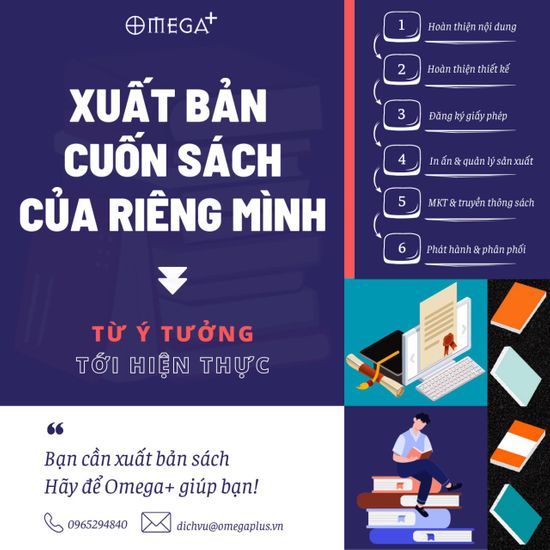 OMEGA+
XUẤT BẢN
CUỐN SÁCH
CỦA RIÊNG MÌNH
TỪ Ý TƯỞNG
TỚI HIỆN THỰC
1 Hoàn thiện nội dung
2 Hoàn thiện thiết kế
3 Đăng ký giấy phép
4 In ấn & quản lý sản xuất
5 MKT & truyền thông sách
6 Phát hành & phân phối
“
Bạn cần xuất bản sách
Hãy để Omega+ giúp bạn!
0965294840 dichvu@omegaplus.vn